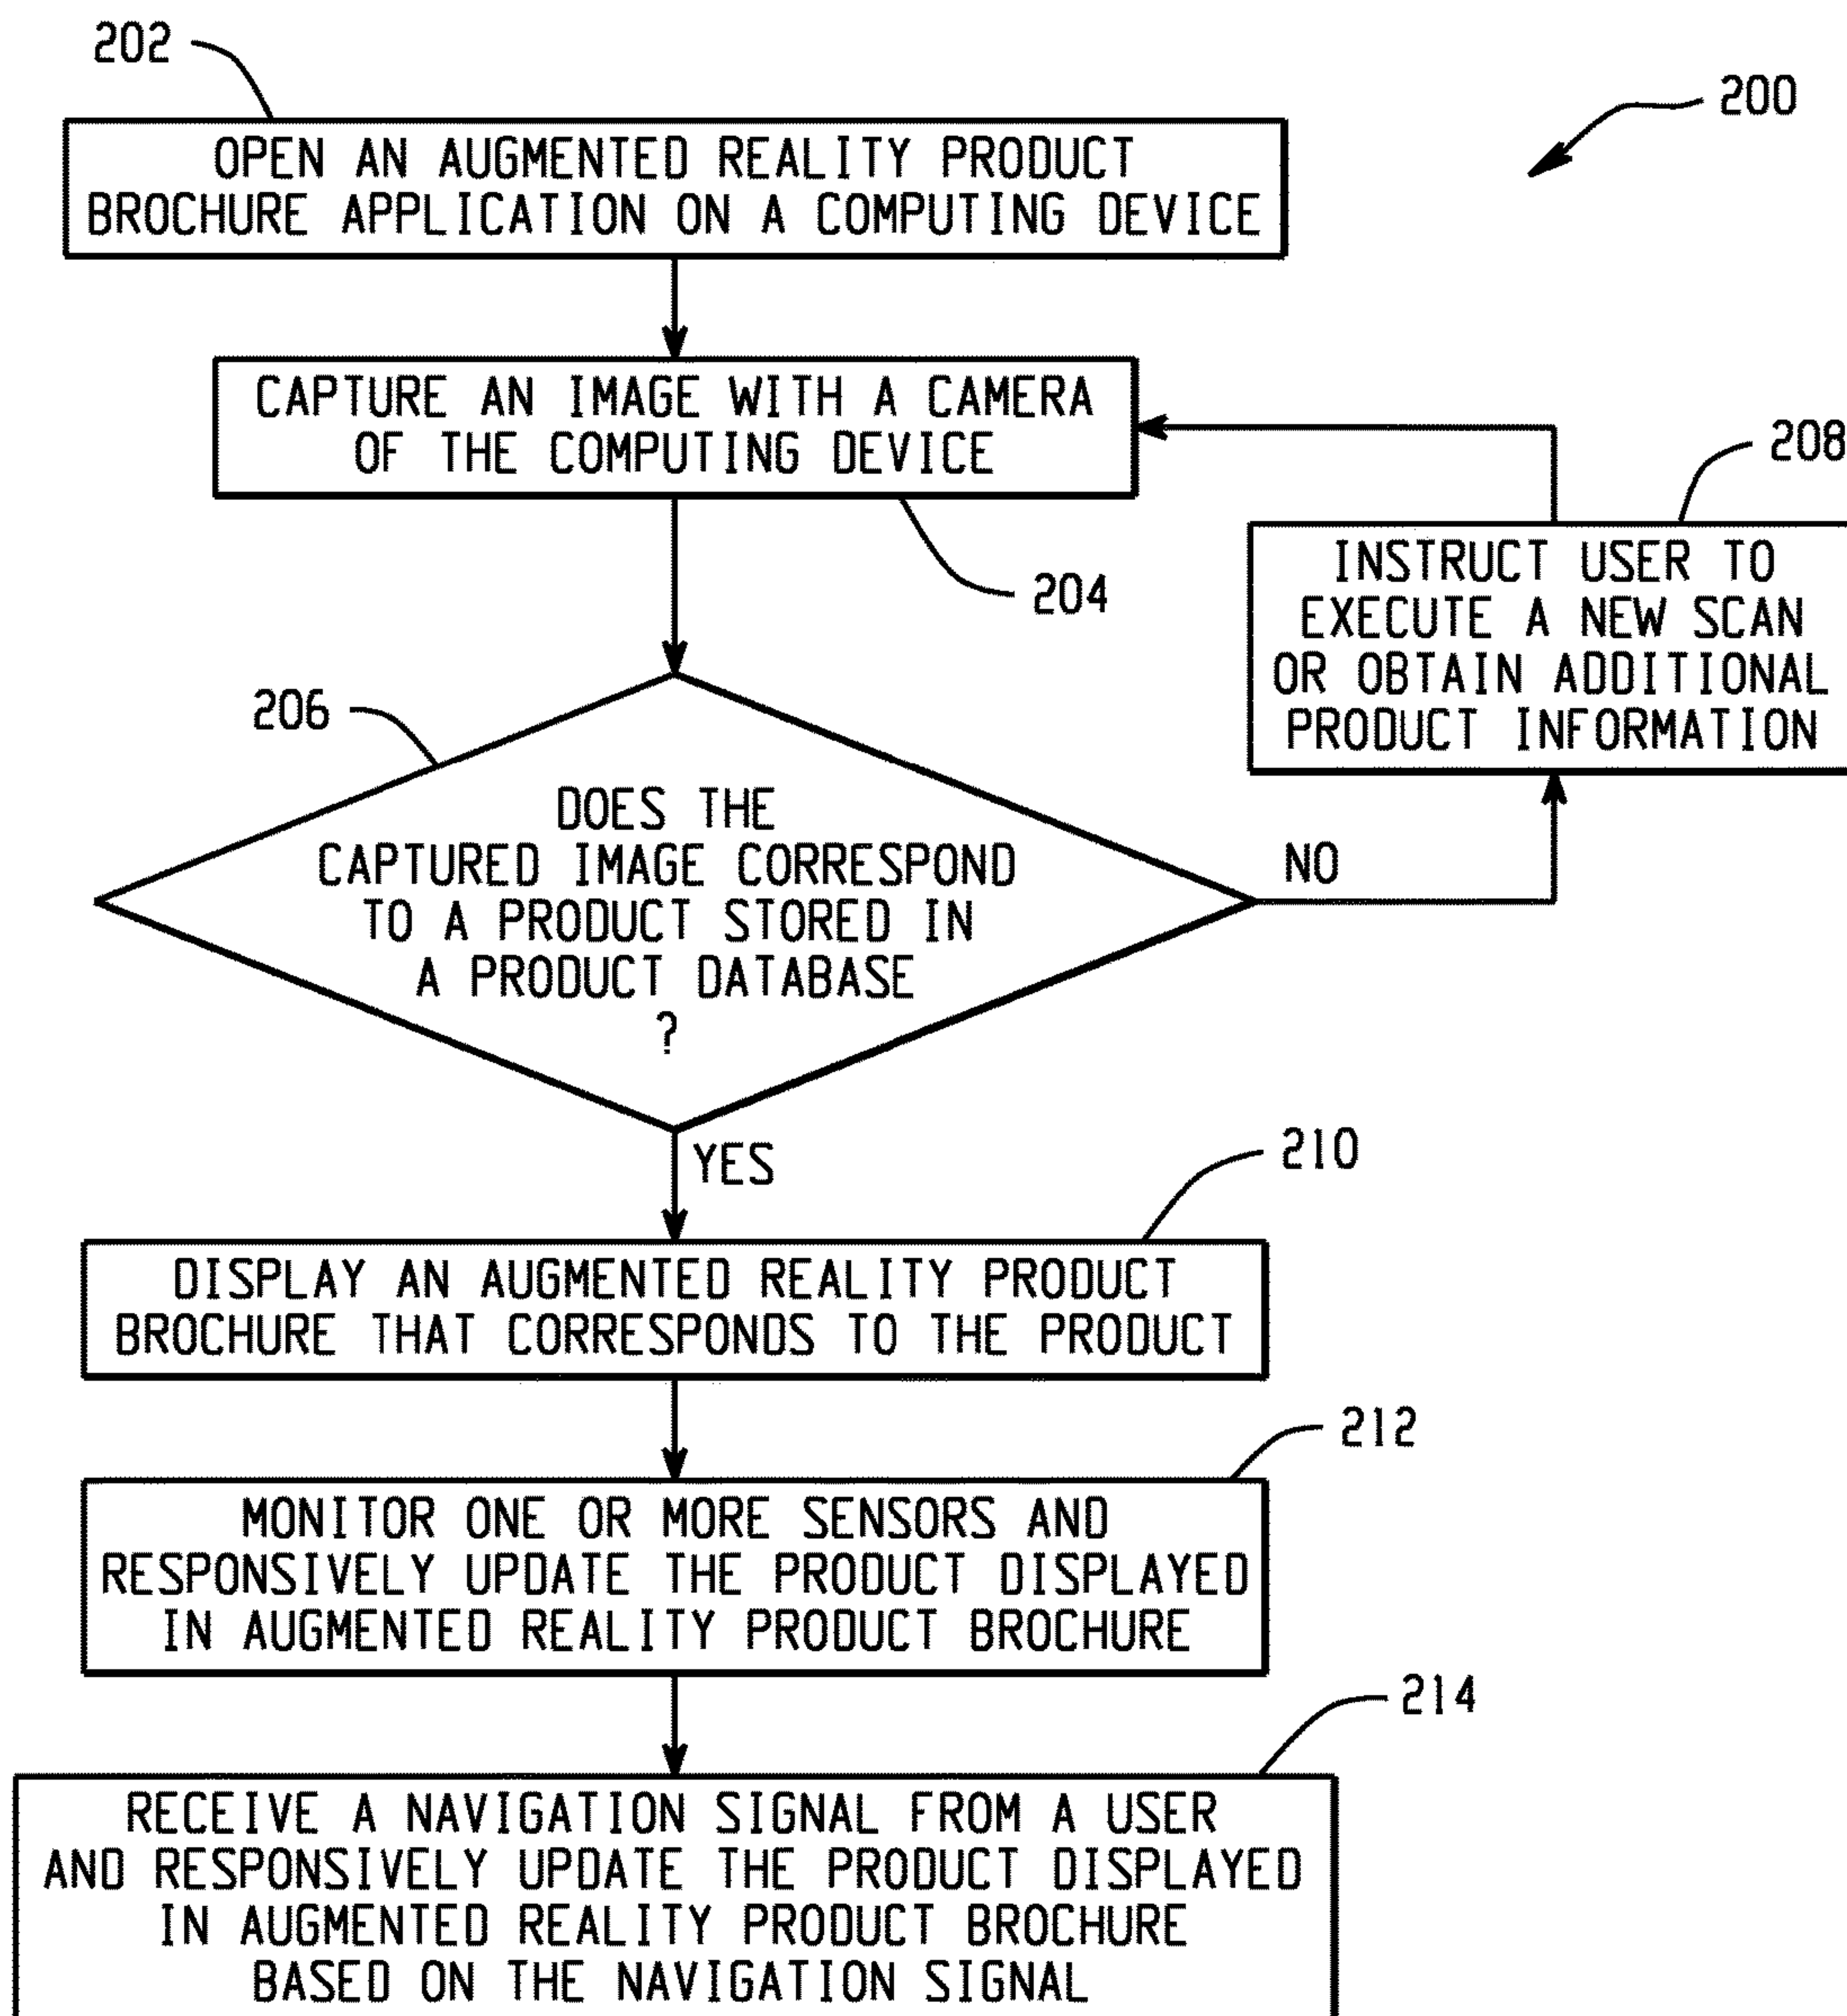 202
200
OPEN AN AUGMENTED REALITY PRODUCT
BROCHURE APPLICATION ON A COMPUTING DEVICE
CAPTURE AN IMAGE WITH A CAMERA
OF THE COMPUTING DEVICE
204
208
INSTRUCT USER TO
EXECUTE A NEW SCAN
OR OBTAIN ADDITIONAL
PRODUCT INFORMATION
206
DOES THE
CAPTURED IMAGE CORRESPOND
TO A PRODUCT STORED IN
A PRODUCT DATABASE
?
NO
YES
210
DISPLAY AN AUGMENTED REALITY PRODUCT
BROCHURE THAT CORRESPONDS TO THE PRODUCT
212
MONITOR ONE OR MORE SENSORS AND
RESPONSIVELY UPDATE THE PRODUCT DISPLAYED
IN AUGMENTED REALITY PRODUCT BROCHURE
214
RECEIVE A NAVIGATION SIGNAL FROM A USER
AND RESPONSIVELY UPDATE THE PRODUCT DISPLAYED
IN AUGMENTED REALITY PRODUCT BROCHURE
BASED ON THE NAVIGATION SIGNAL